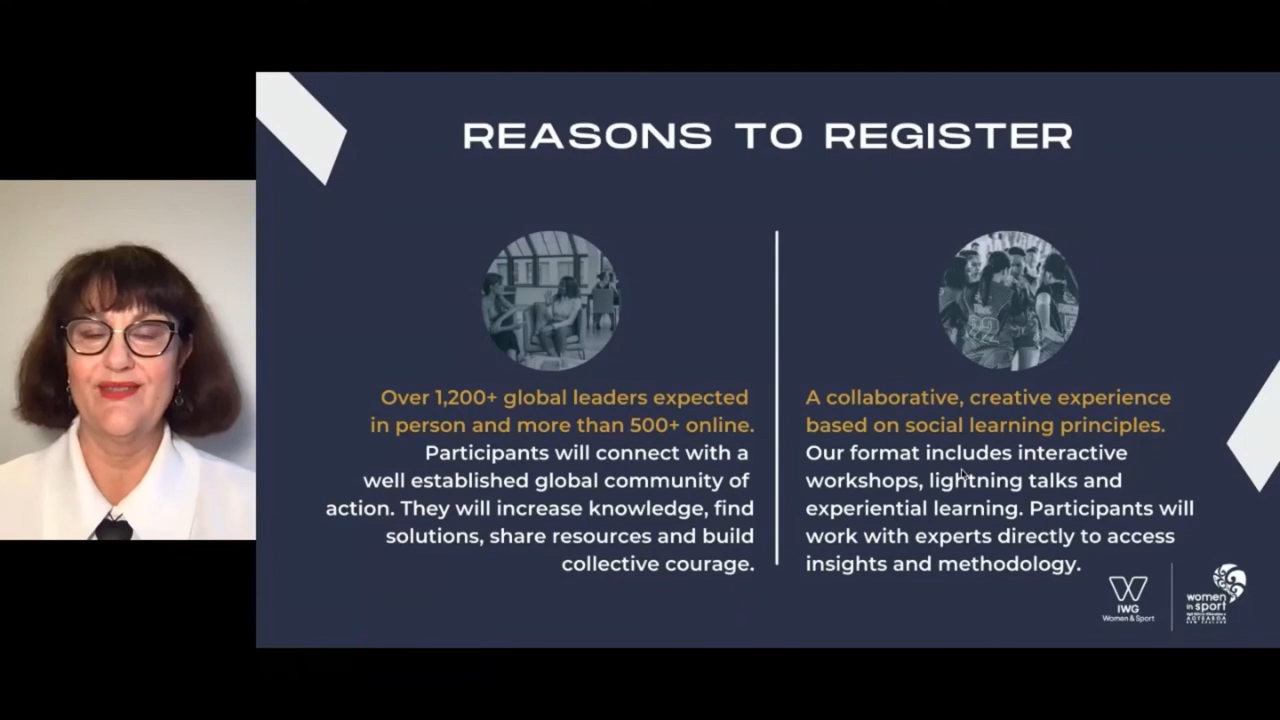 REASONS TO REGISTER
Over 1,200+ global leaders expected
in person and more than 500+ online.
Participants will connect with a
well established global community of
action. They will increase knowledge, find
solutions, share resources and build
collective courage.
A collaborative, creative experience
based on social learning principles.
Our format includes interactive
workshops, lightning talks and
experiential learning. Participants will
work with experts directly to access
insights and methodology.
IWG
Women & Sport
women
in sport
AOTEAROA
NEW ZEALAND
22